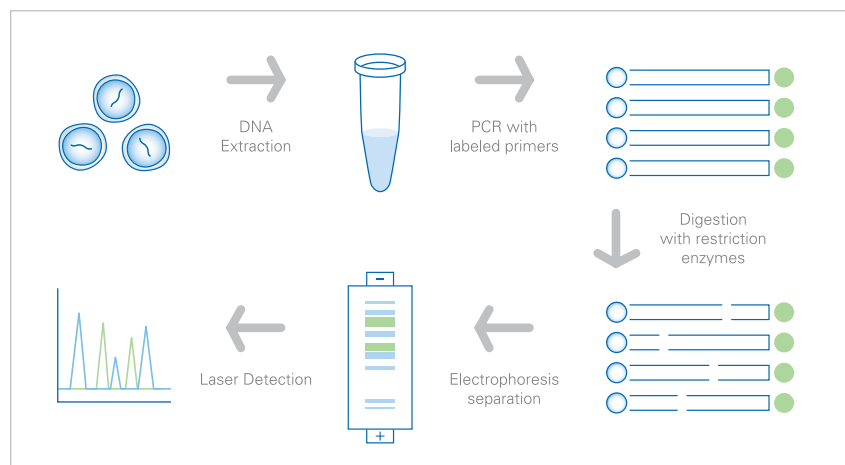 DNA
Extraction
PCR with
labeled primers
Digestion
with restriction
enzymes
Electrophoresis
separation
-
+
Laser Detection